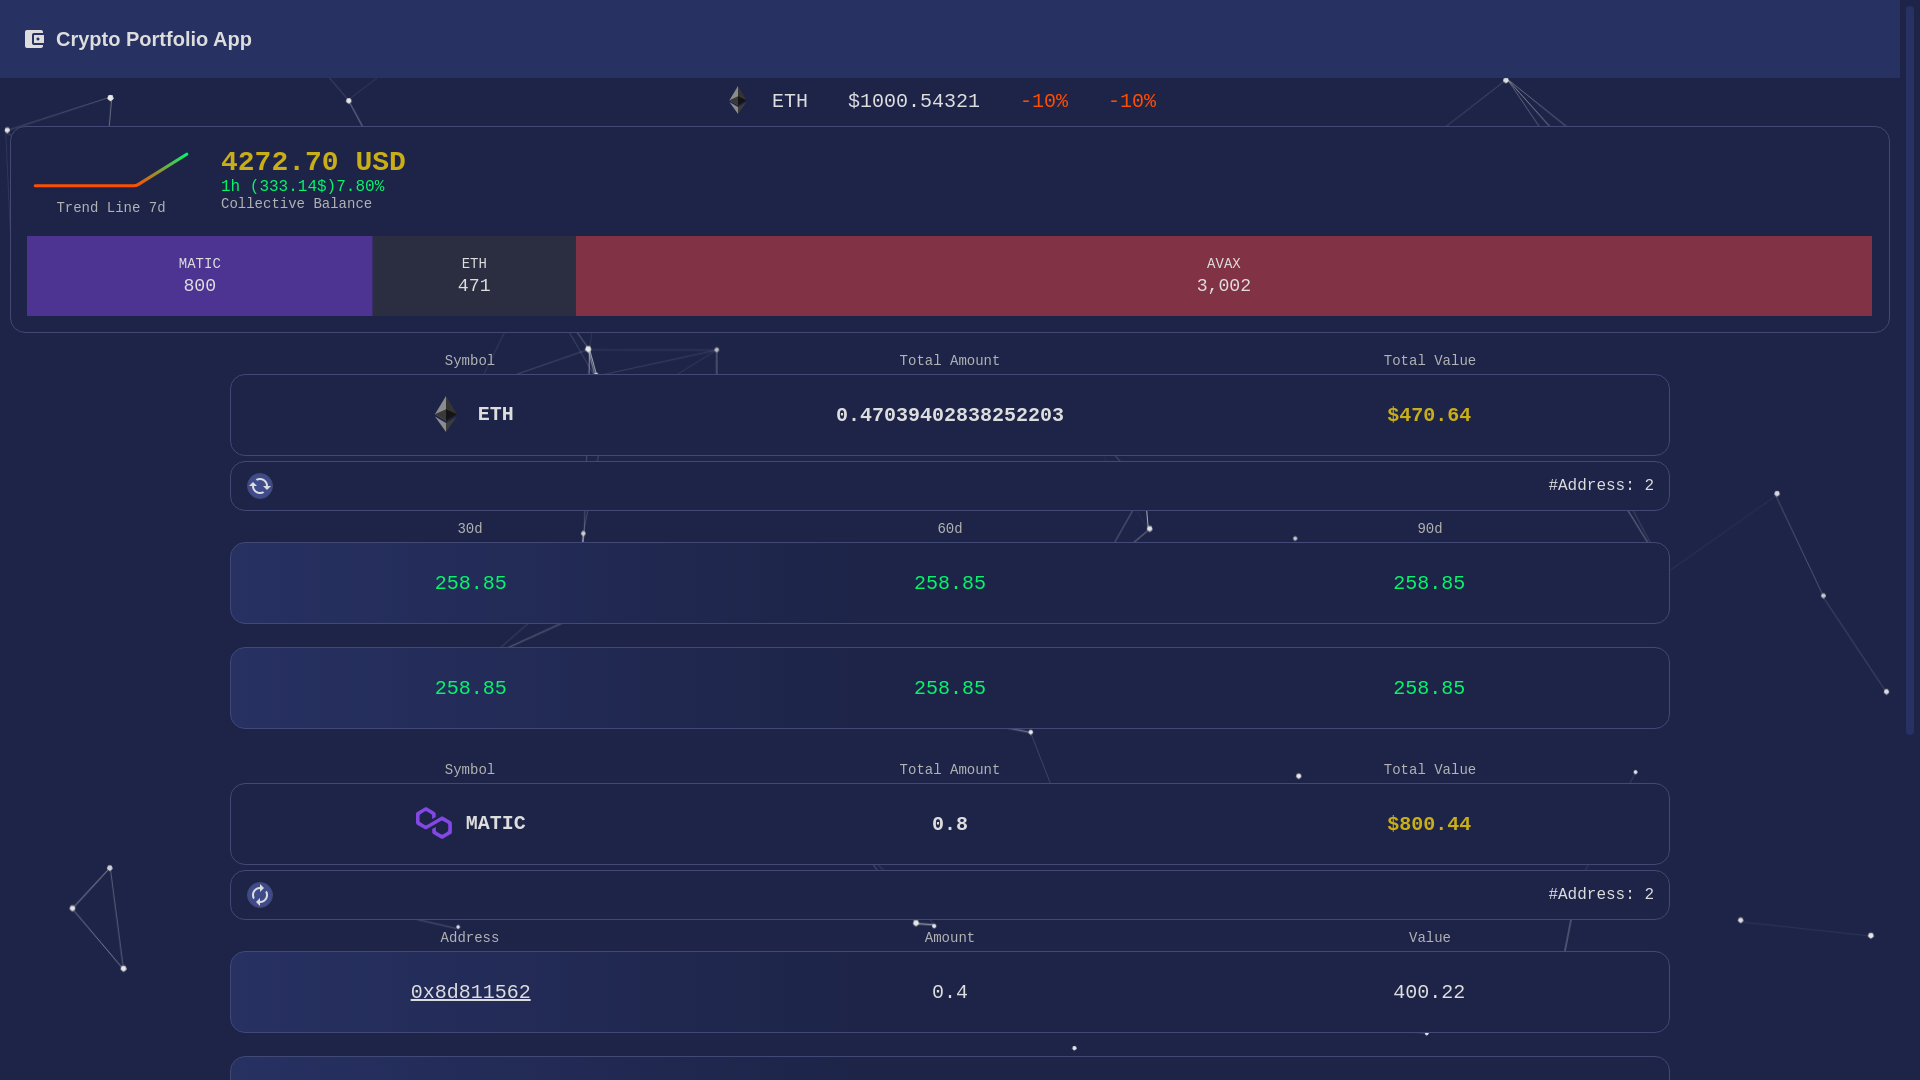 Crypto Portfolio App
ETH $1000.54321 -10% -10%
4272.70 USD
1h (333.14$)7.80%
Collective Balance
Trend Line 7d
MATIC ETH AVAX
800 471 3,002
Symbol Total Amount Total Value
ETH 0.47039402838252203 $470.64
#Address: 2
30d 60d 90d
258.85 258.85 258.85
258.85 258.85 258.85
Symbol Total Amount Total Value
MATIC 0.8 $800.44
#Address: 2
Address Amount Value
0x8d811562 0.4 400.22